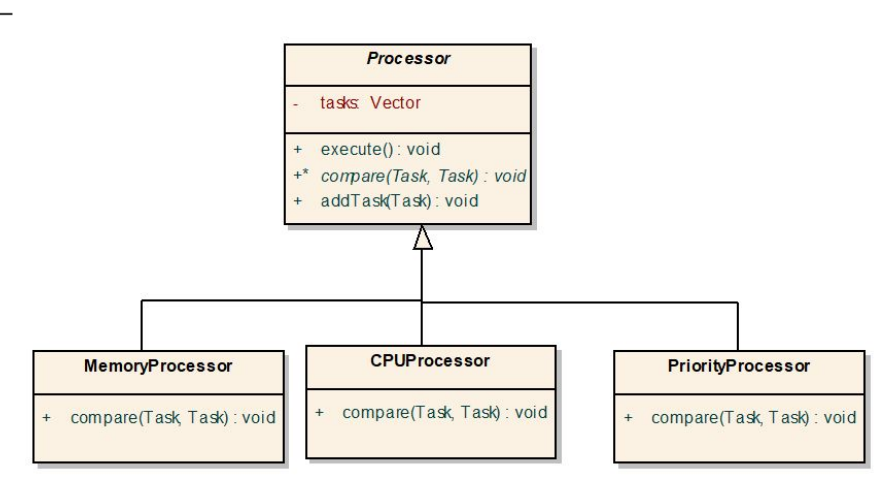 Processor
- tasks: Vector
+ execute() : void
+* compare(Task, Task) : void
+ addTask(Task) : void
MemoryProcessor
+ compare(Task, Task) : void
CPUProcessor
+ compare(Task, Task) : void
PriorityProcessor
+ compare(Task, Task) : void